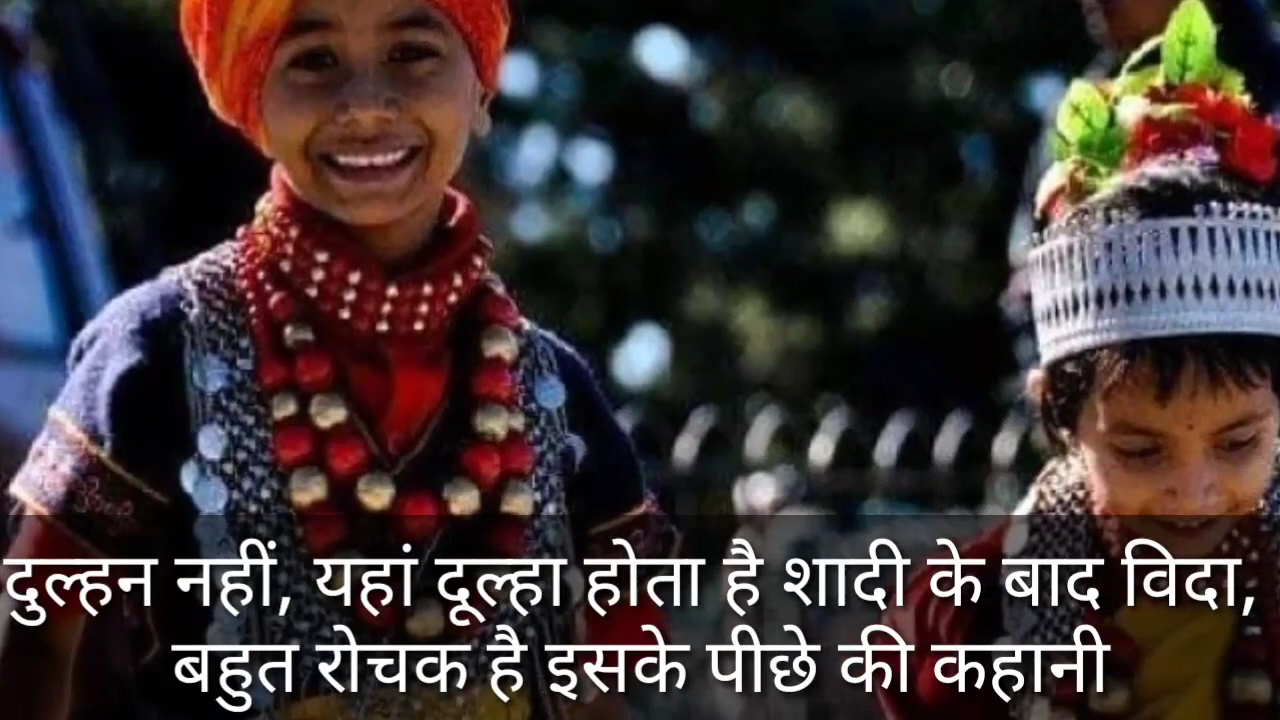 दुल्हन नहीं, यहां दूल्हा होता है शादी के बाद विदा,
बहुत रोचक है इसके पीछे की कहानी